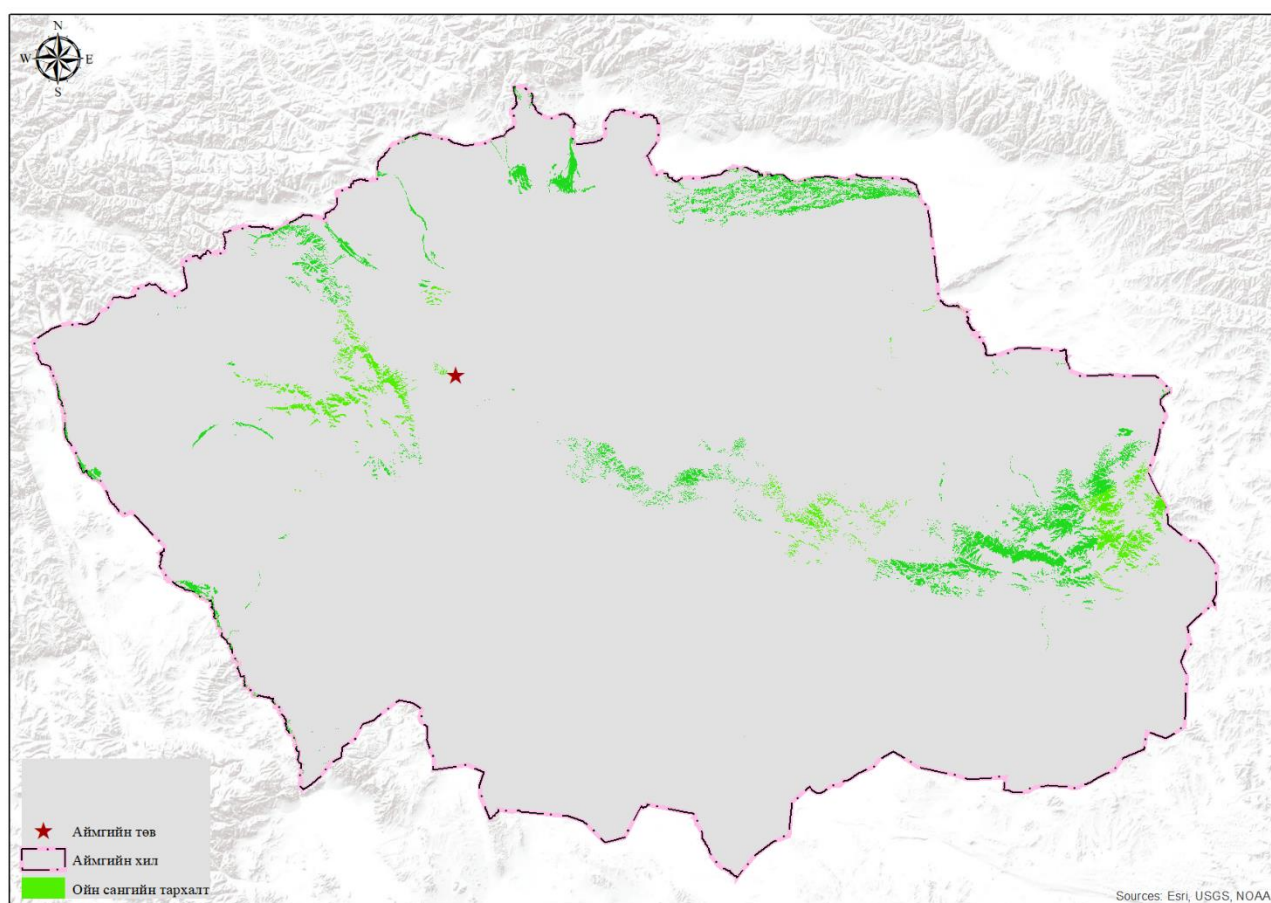 N
W E
S
Аймгийн төв
Аймгийн хил
Ойн сангийн тархалт
Sources: Esri, USGS, NOAA